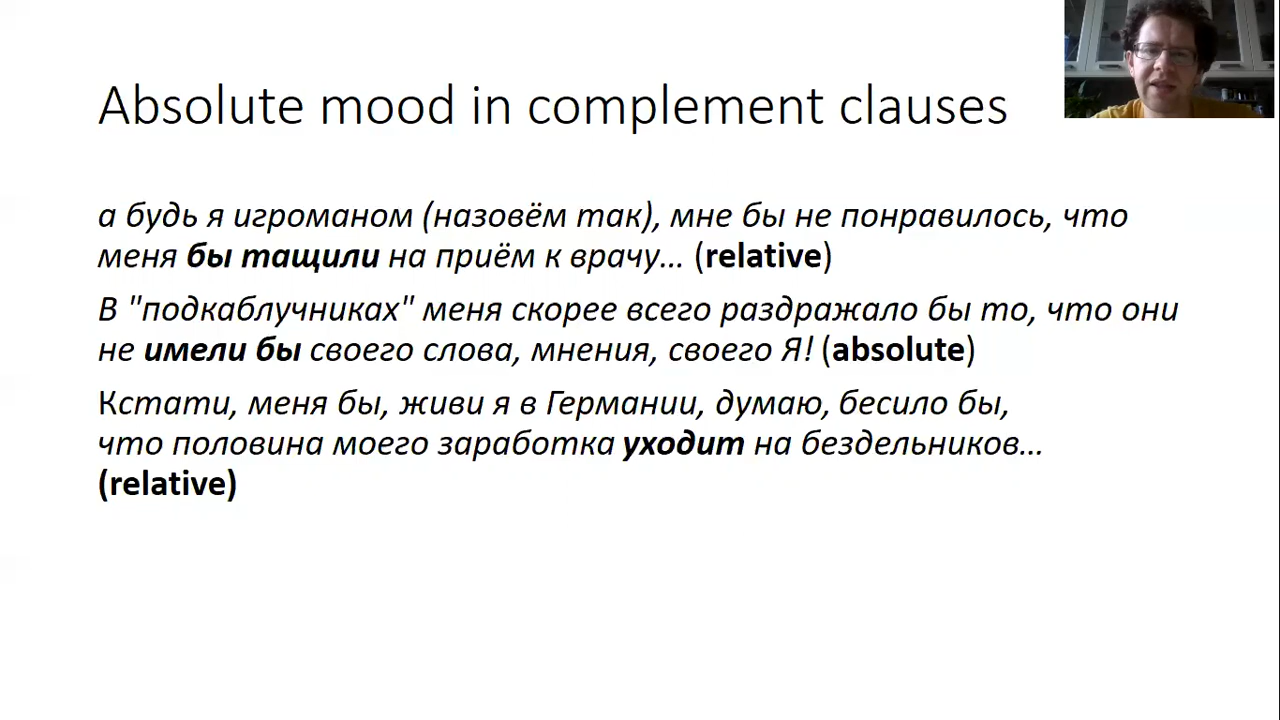 Absolute mood in complement clauses
а будь я игроманом (назовём так), мне бы не понравилось, что
меня бы тащили на приём к врачу… (relative)
В "подкаблучниках" меня скорее всего раздражало бы то, что они
не имели бы своего слова, мнения, своего Я! (absolute)
Кстати, меня бы, живи я в Германии, думаю, бесило бы,
что половина моего заработка уходит на бездельников…
(relative)